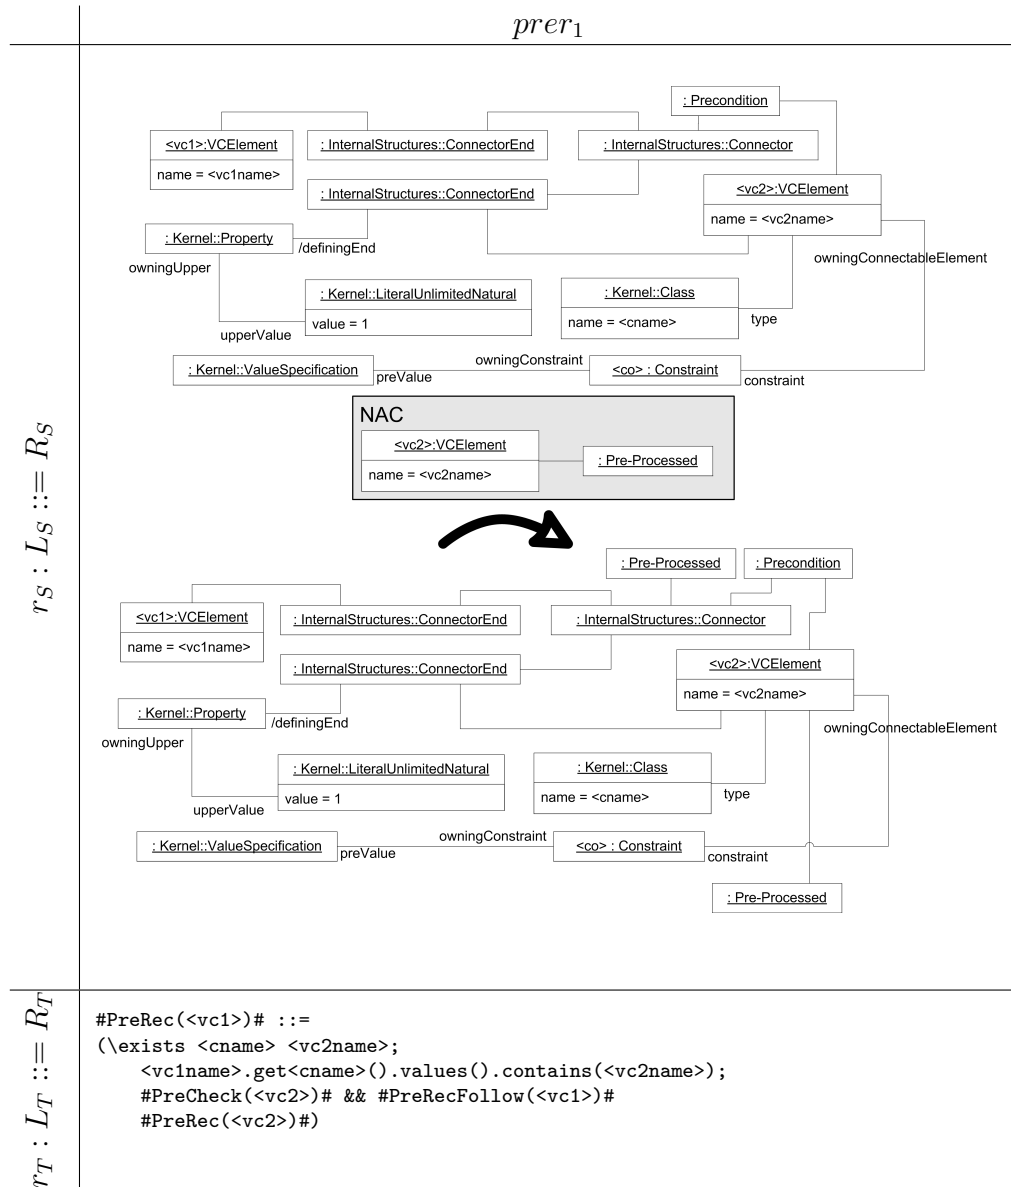 prer₁
r_S : L_S ::= R_S
: Precondition
<vc1>:VCElement
name = <vc1name>
: InternalStructures::ConnectorEnd
: InternalStructures::Connector
: InternalStructures::ConnectorEnd
<vc2>:VCElement
name = <vc2name>
: Kernel::Property
/definingEnd
owningUpper
owningConnectableElement
: Kernel::LiteralUnlimitedNatural
value = 1
upperValue
: Kernel::Class
name = <cname>
type
: Kernel::ValueSpecification
preValue
owningConstraint
<co> : Constraint
constraint
NAC
<vc2>:VCElement
name = <vc2name>
: Pre-Processed
: Pre-Processed
: Precondition
<vc1>:VCElement
name = <vc1name>
: InternalStructures::ConnectorEnd
: InternalStructures::Connector
: InternalStructures::ConnectorEnd
<vc2>:VCElement
name = <vc2name>
: Kernel::Property
/definingEnd
owningUpper
owningConnectableElement
: Kernel::LiteralUnlimitedNatural
value = 1
upperValue
: Kernel::Class
name = <cname>
type
: Kernel::ValueSpecification
preValue
owningConstraint
<co> : Constraint
constraint
: Pre-Processed
r_T : L_T ::= R_T
#PreRec(<vc1>)# ::=
(\exists <cname> <vc2name>;
<vc1name>.get<cname>().values().contains(<vc2name>);
#PreCheck(<vc2>)# && #PreRecFollow(<vc1>)#
#PreRec(<vc2>)#)